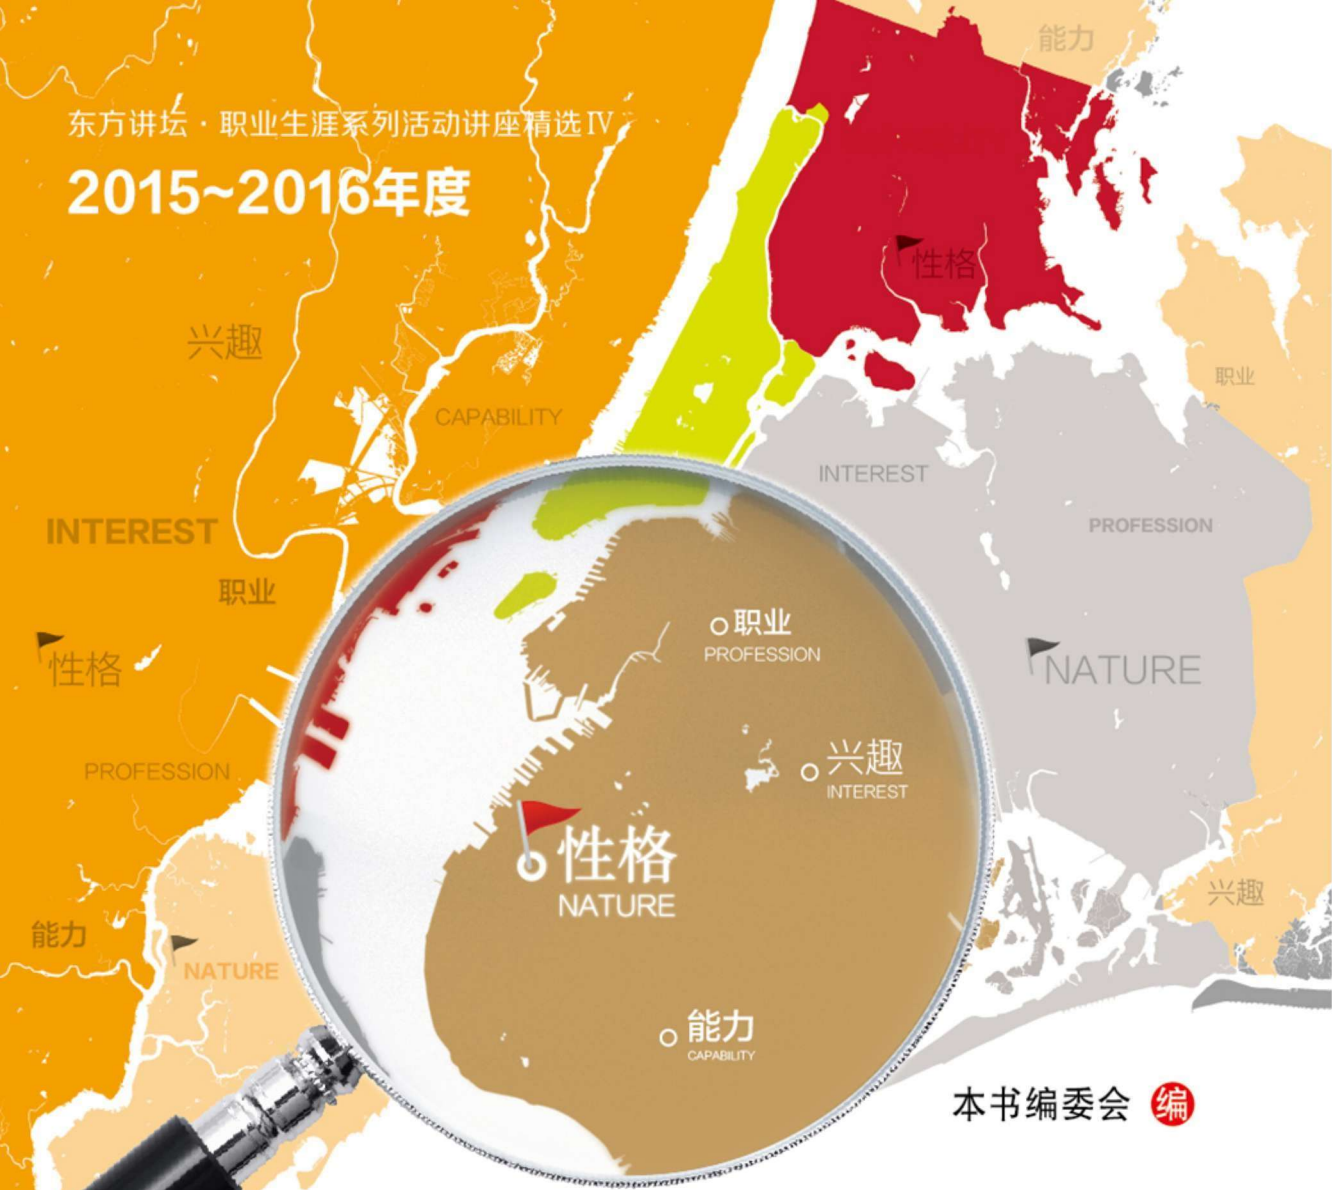 能力
东方讲坛·职业生涯系列活动讲座精选Ⅳ
2015~2016年度
性格
兴趣
职业
CAPABILITY
INTEREST
INTEREST
PROFESSION
职业
性格
NATURE
PROFESSION
职业
PROFESSION
兴趣
INTEREST
性格
NATURE
能力
CAPABILITY
兴趣
能力
NATURE
本书编委会 编